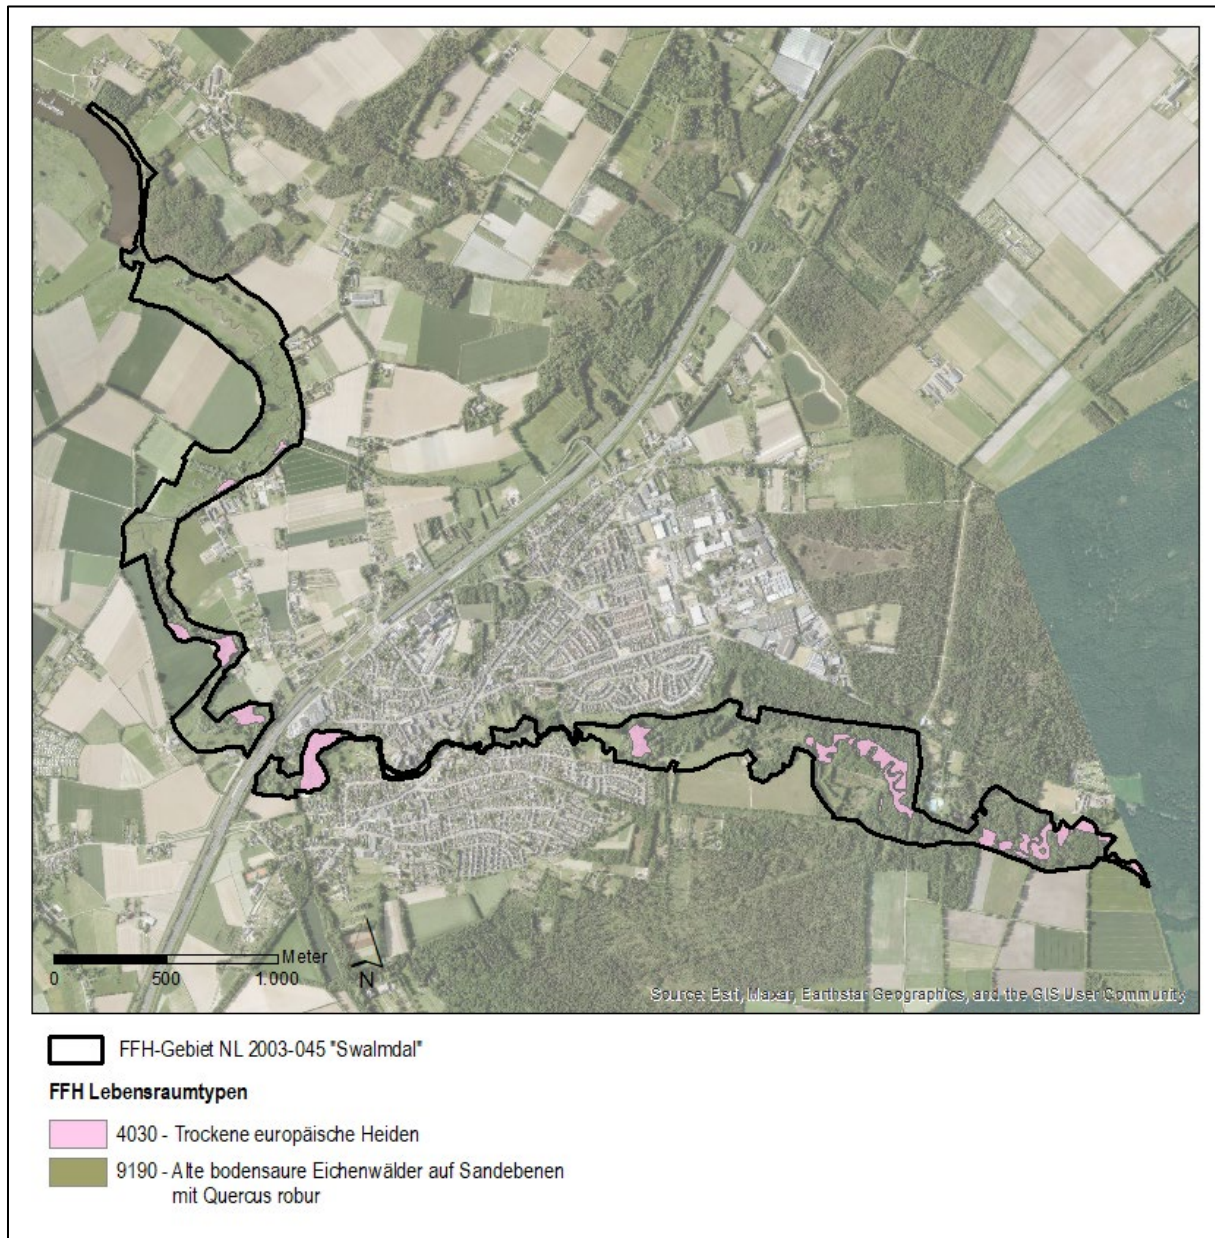 Meter
0
500
1.000
N
Source: Esri, Maxar, Earthstar Geographics, and the GIS User Community
FFH-Gebiet NL 2003-045 "Swalmdal"
FFH Lebensraumtypen
4030 - Trockene europäische Heiden
9190 - Alte bodensaure Eichenwälder auf Sandebenen
mit Quercus robur